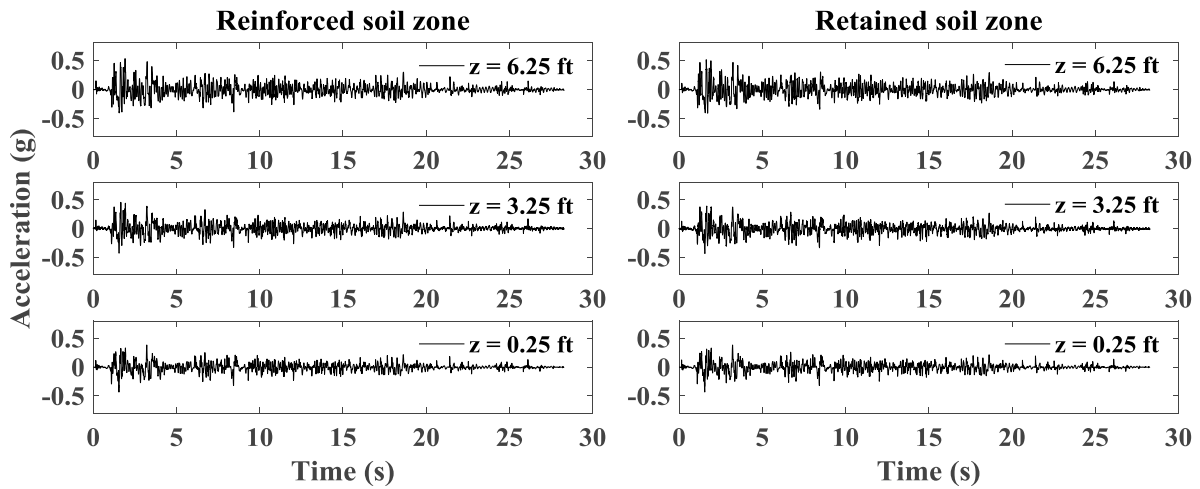 Reinforced soil zone
Retained soil zone
Acceleration (g)
0.5
0
-0.5
z = 6.25 ft
0 5 10 15 20 25 30
0.5
0
-0.5
z = 6.25 ft
0 5 10 15 20 25 30
0.5
0
-0.5
z = 3.25 ft
0 5 10 15 20 25 30
0.5
0
-0.5
z = 3.25 ft
0 5 10 15 20 25 30
0.5
0
-0.5
z = 0.25 ft
0 5 10 15 20 25 30
0.5
0
-0.5
z = 0.25 ft
0 5 10 15 20 25 30
Time (s)
Time (s)